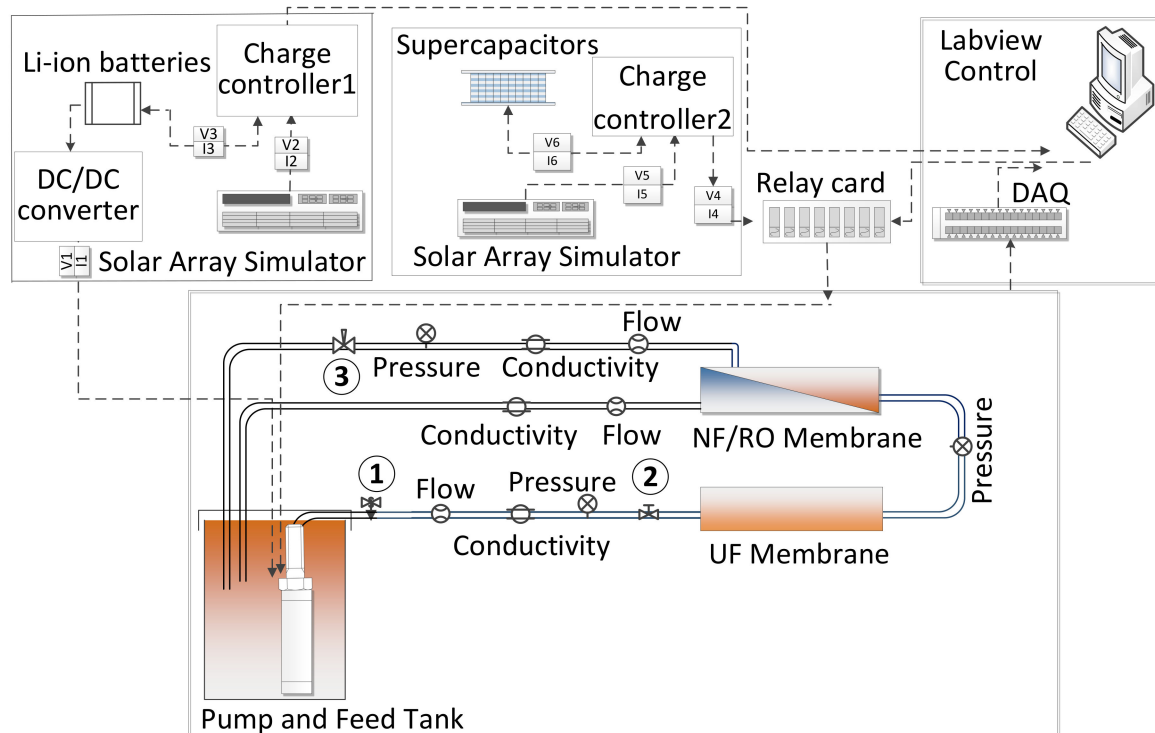 Li-ion batteries
Charge
controller1
V3
I3
V2
I2
DC/DC
converter
V1
I1
Solar Array Simulator
Supercapacitors
Charge
controller2
V6
I6
V5
I5
V4
I4
Solar Array Simulator
Relay card
Labview
Control
DAQ
Flow
Pressure
Conductivity
3
Conductivity
Flow
NF/RO Membrane
Pressure
1
Flow
Pressure
2
Conductivity
UF Membrane
Pump and Feed Tank